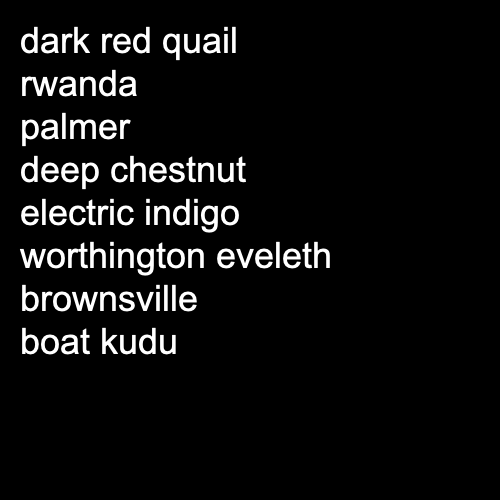 dark red quail
rwanda
palmer
deep chestnut
electric indigo
worthington eveleth
brownsville
boat kudu